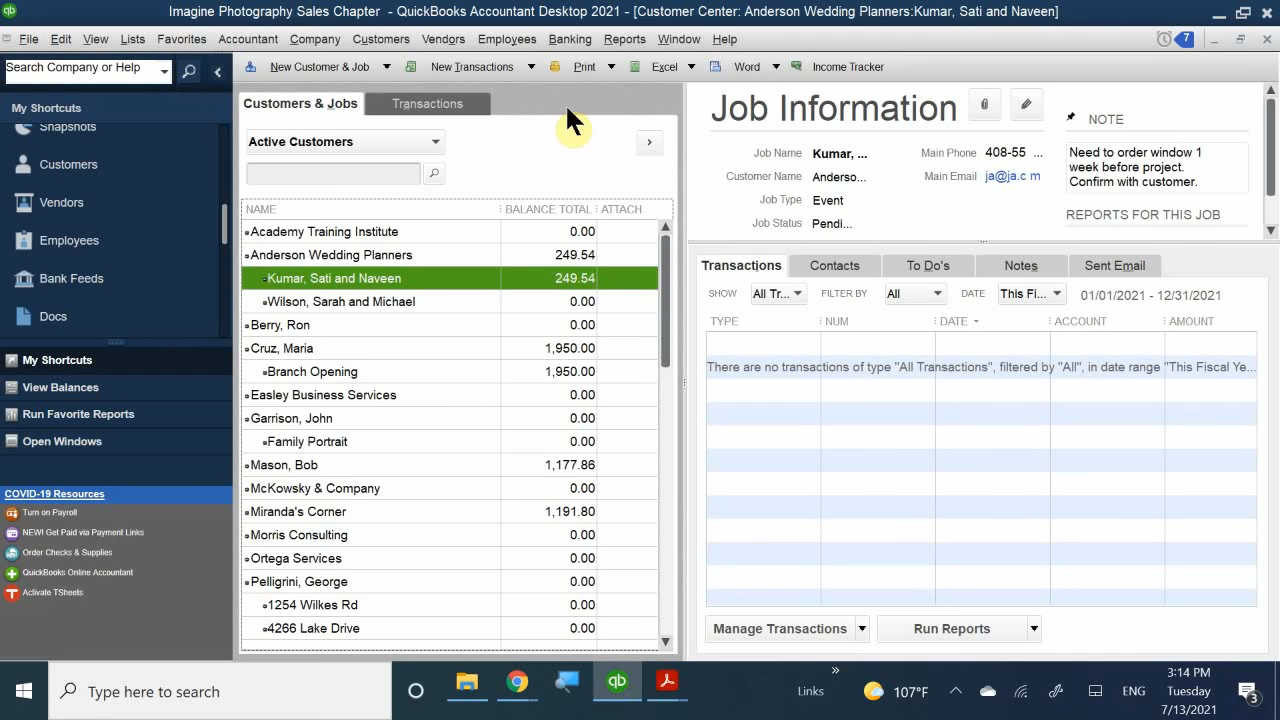 Imagine Photography Sales Chapter - QuickBooks Accountant Desktop 2021 - [Customer Center: Anderson Wedding Planners:Kumar, Sati and Naveen]
File Edit View Lists Favorites Accountant Company Customers Vendors Employees Banking Reports Window Help
7
Search Company or Help
New Customer & Job New Transactions Print Excel Word Income Tracker
My Shortcuts
Snapshots
Customers
Vendors
Employees
Bank Feeds
Docs
My Shortcuts
View Balances
Run Favorite Reports
Open Windows
COVID-19 Resources
Turn on Payroll
NEW! Get Paid via Payment Links
Order Checks & Supplies
QuickBooks Online Accountant
Activate TSheets
Customers & Jobs Transactions
Active Customers
NAME BALANCE TOTAL ATTACH
Academy Training Institute 0.00
Anderson Wedding Planners 249.54
Kumar, Sati and Naveen 249.54
Wilson, Sarah and Michael 0.00
Berry, Ron 0.00
Cruz, Maria 1,950.00
Branch Opening 1,950.00
Easley Business Services 0.00
Garrison, John 0.00
Family Portrait 0.00
Mason, Bob 1,177.86
McKowsky & Company 0.00
Miranda's Corner 1,191.80
Morris Consulting 0.00
Ortega Services 0.00
Pelligrini, George 0.00
1254 Wilkes Rd 0.00
4266 Lake Drive 0.00
Job Information
Job Name Kumar, ... Main Phone 408-55 ...
Customer Name Anderso... Main Email ja@ja.c m
Job Type Event
Job Status Pendi...
NOTE
Need to order window 1
week before project.
Confirm with customer.
REPORTS FOR THIS JOB
Transactions Contacts To Do's Notes Sent Email
SHOW All Tr... FILTER BY All DATE This Fi... 01/01/2021 - 12/31/2021
TYPE NUM DATE ACCOUNT AMOUNT
There are no transactions of type "All Transactions", filtered by "All", in date range "This Fiscal Ye...
Manage Transactions Run Reports
Type here to search
qb
Links
107°F
ENG
3:14 PM
Tuesday
7/13/2021
3